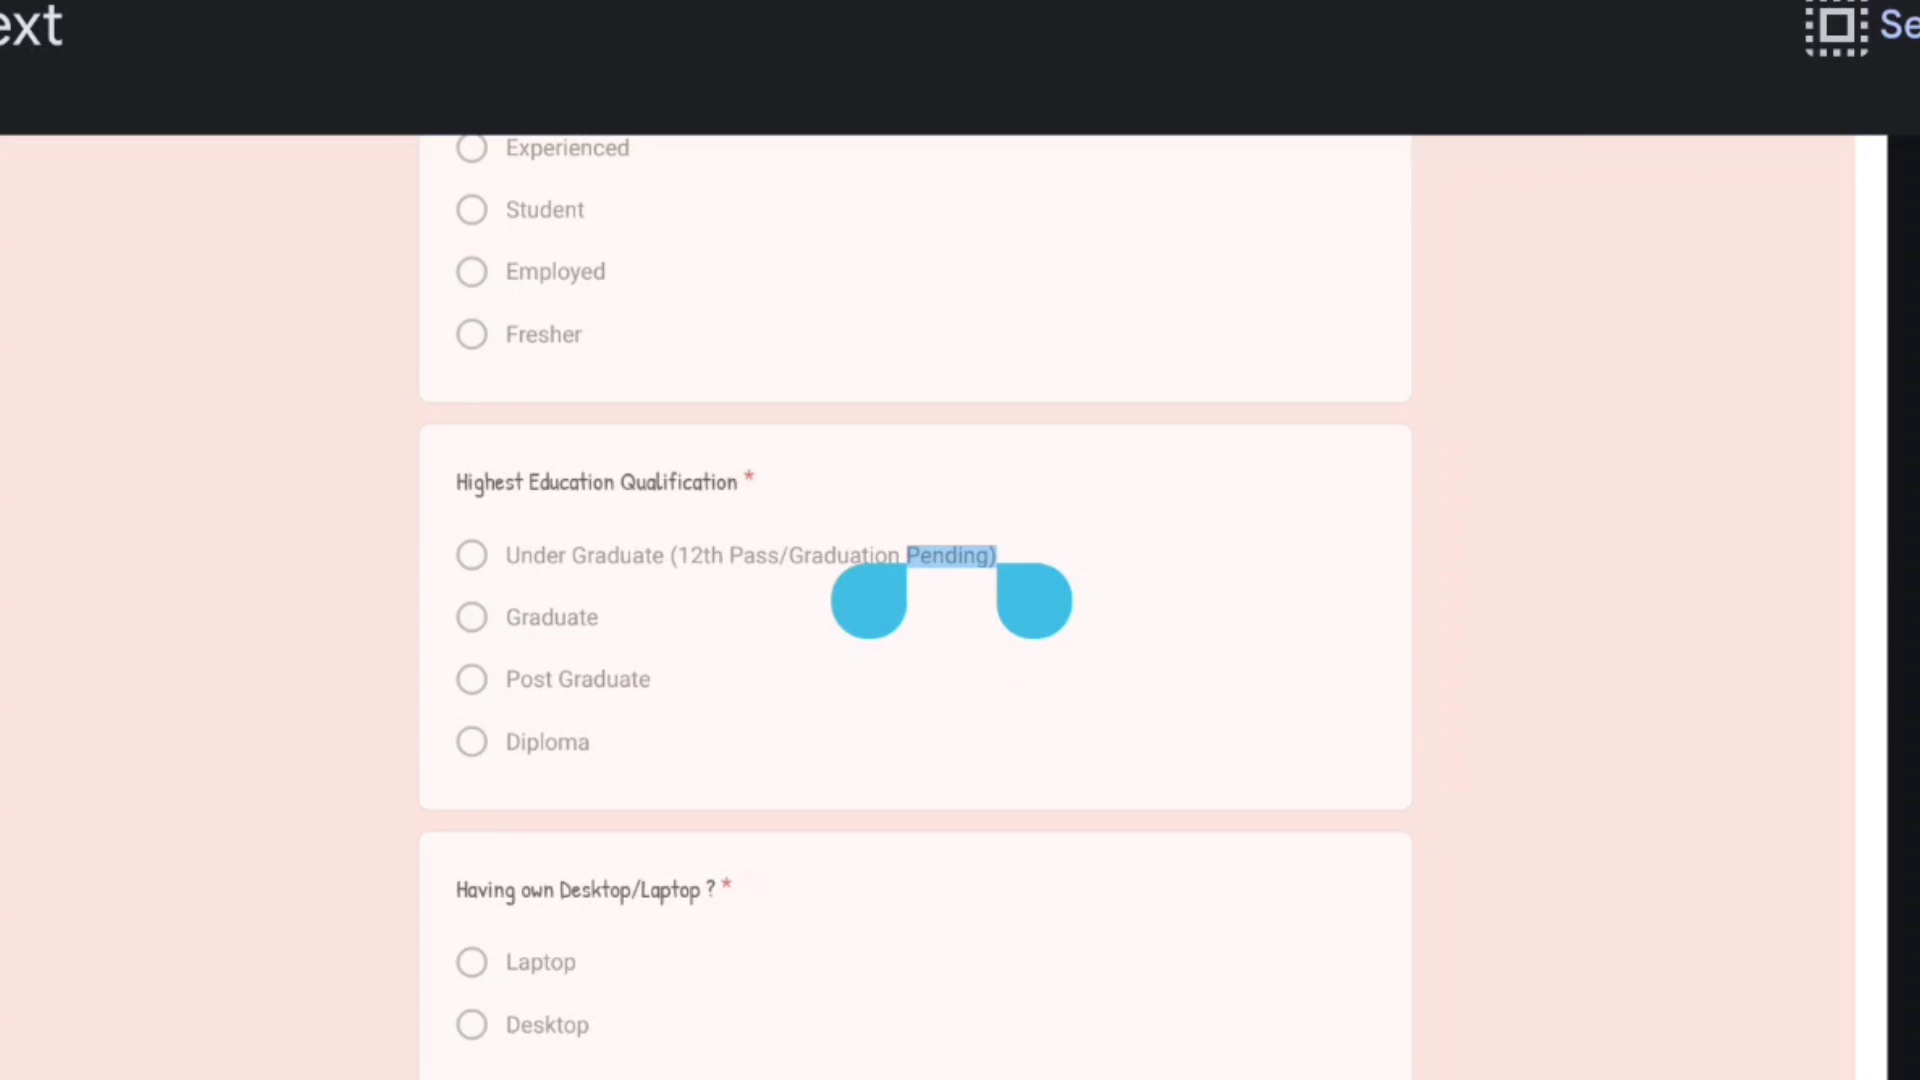 ext
Se
Experienced
Student
Employed
Fresher
Highest Education Qualification *
Under Graduate (12th Pass/Graduation Pending)
Graduate
Post Graduate
Diploma
Having own Desktop/Laptop ? *
Laptop
Desktop